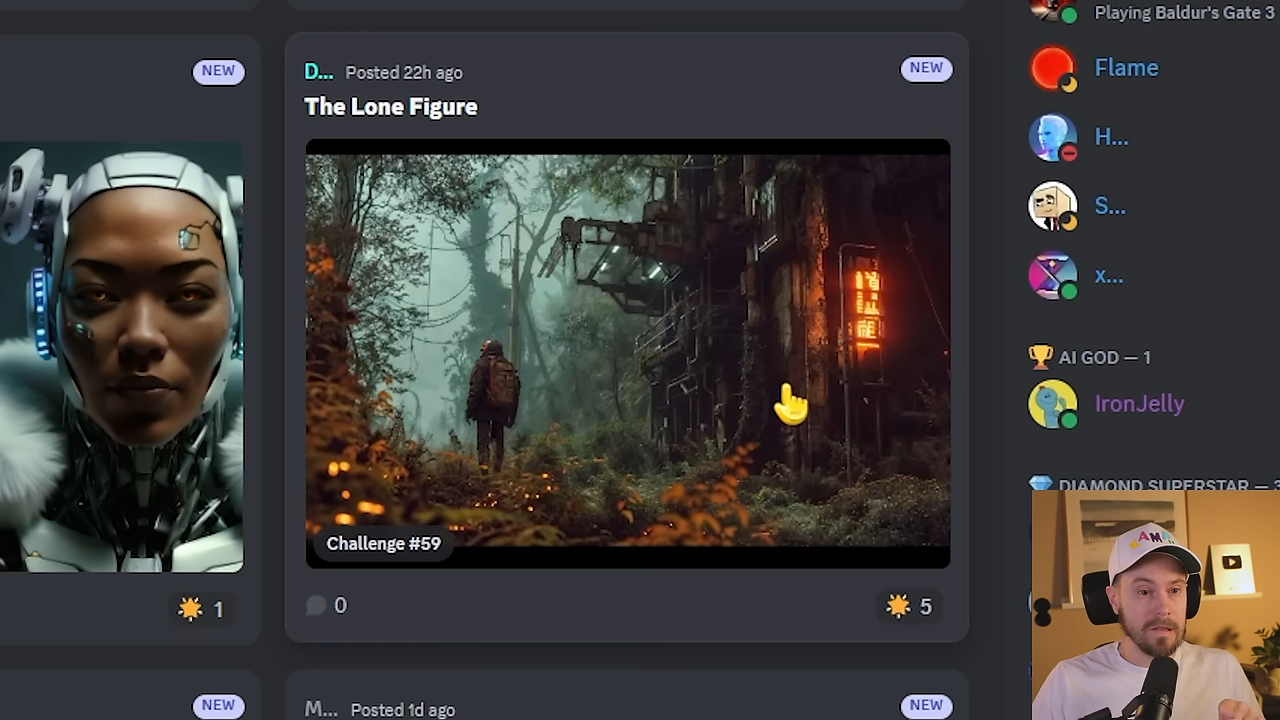 Playing Baldur's Gate 3
NEW
D... Posted 22h ago
NEW
The Lone Figure
Flame
H...
S...
x...
AI GOD — 1
IronJelly
DIAMOND SUPERSTAR — 3
Challenge #59
1
0
5
NEW
M... Posted 1d ago
NEW